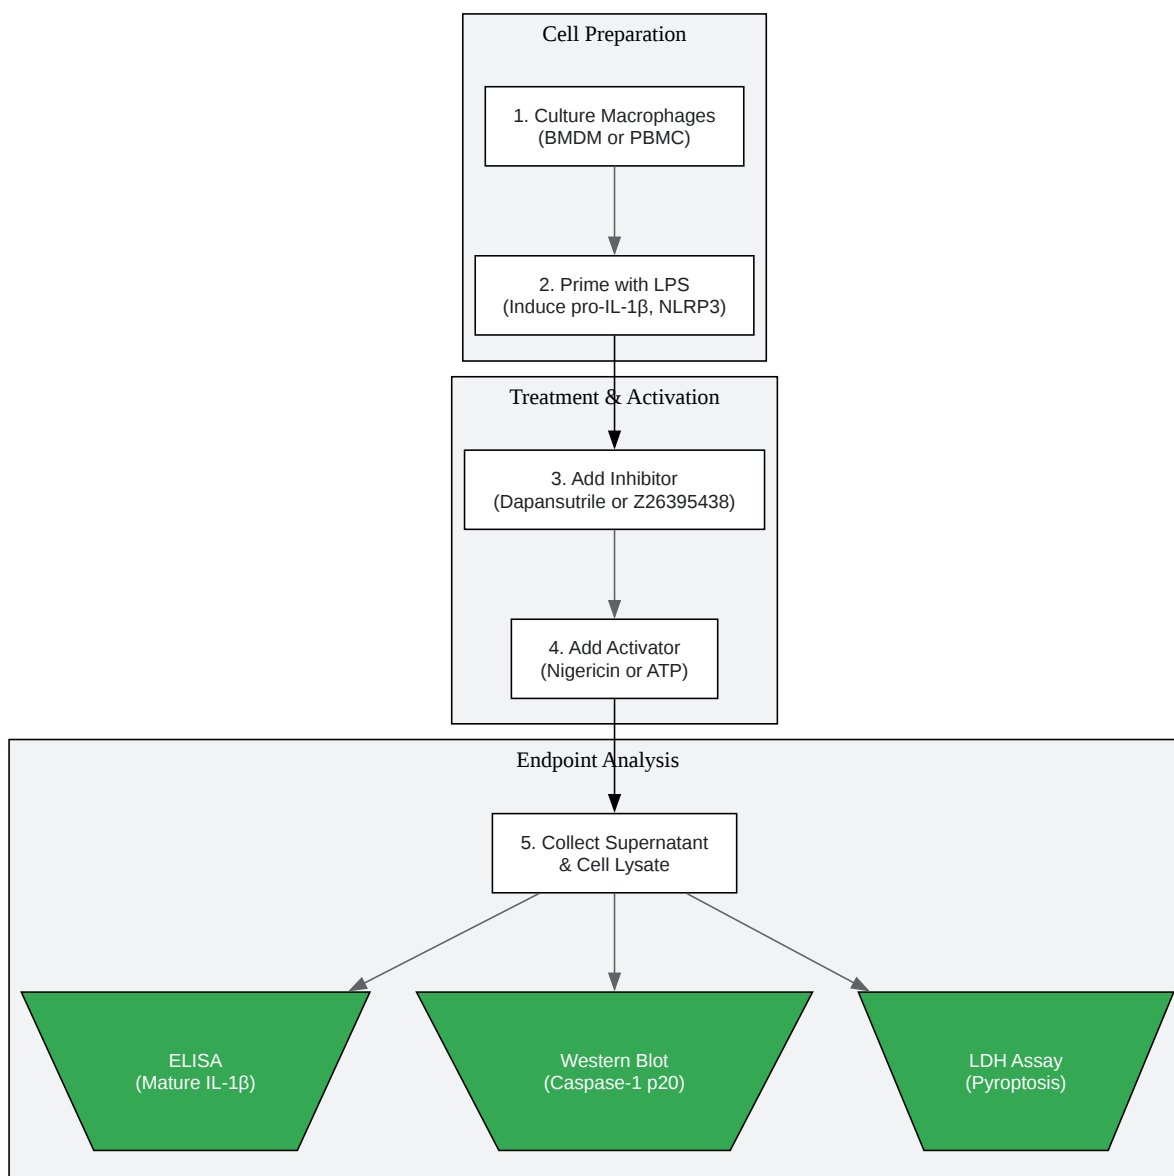 Cell Preparation
1. Culture Macrophages
(BMDM or PBMC)
2. Prime with LPS
(Induce pro-IL-1β, NLRP3)
Treatment & Activation
3. Add Inhibitor
(Dapansutrile or Z26395438)
4. Add Activator
(Nigericin or ATP)
Endpoint Analysis
5. Collect Supernatant
& Cell Lysate
ELISA
(Mature IL-1β)
Western Blot
(Caspase-1 p20)
LDH Assay
(Pyroptosis)